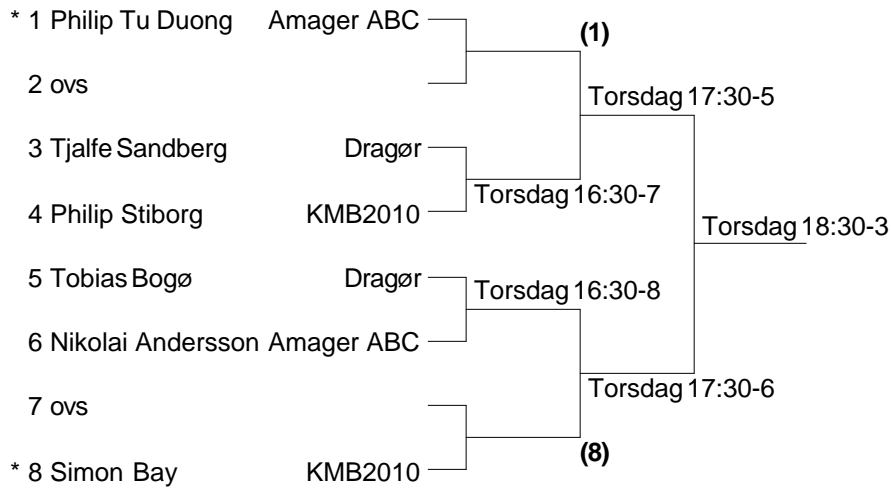 * 1 Philip Tu Duong Amager ABC
(1)
2 ovs
Torsdag 17:30-5
3 Tjalfe Sandberg Dragør
Torsdag 16:30-7
4 Philip Stiborg KMB2010
Torsdag 18:30-3
5 Tobias Bogø Dragør
Torsdag 16:30-8
6 Nikolai Andersson Amager ABC
Torsdag 17:30-6
7 ovs
(8)
* 8 Simon Bay KMB2010